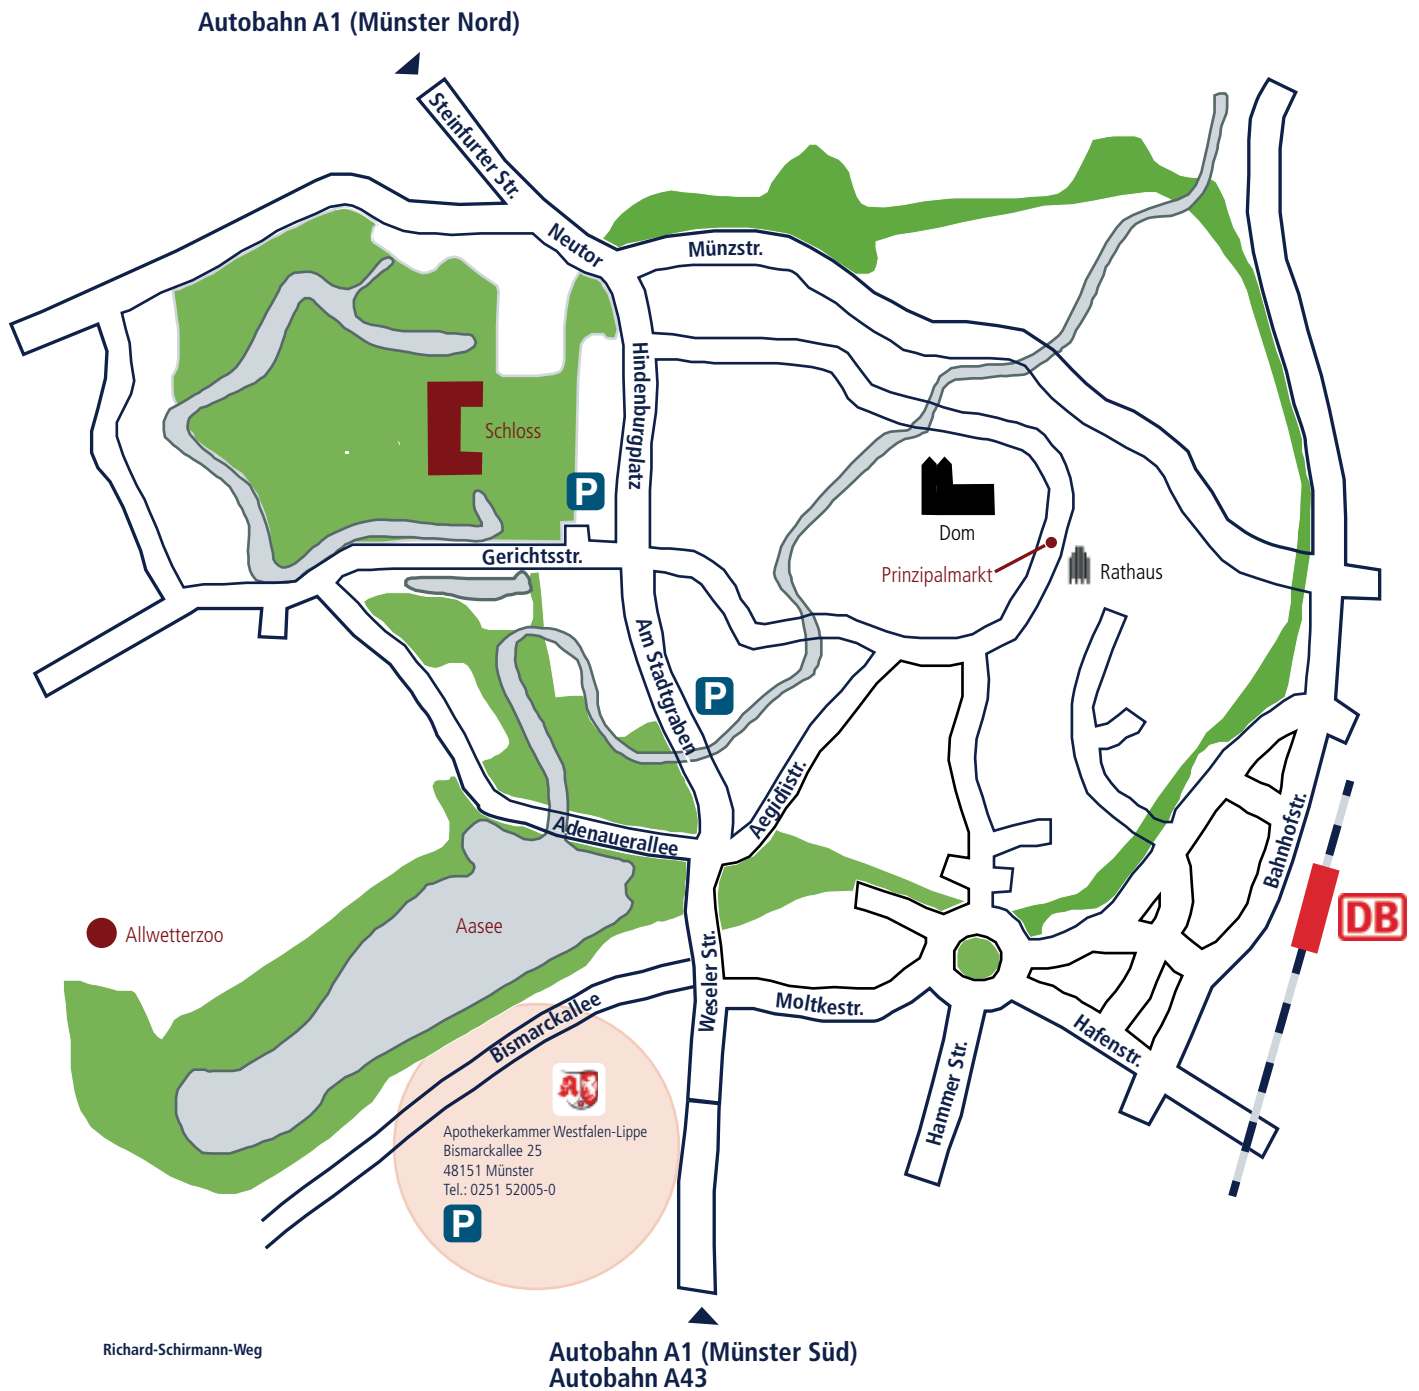 Autobahn A1 (Münster Nord)
Steinfurter Str.
Neutor
Münzstr.
Hindenburgplatz
Schloss
P
Gerichtsstr.
Dom
Prinzipalmarkt
Rathaus
Am Stadtgraben
P
Aegidiistr.
Adenauerallee
Bahnhofstr.
DB
Aasee
Allwetterzoo
Weseler Str.
Moltkestr.
Bismarckallee
Hafenstr.
Hammer Str.
A
Apothekerkammer Westfalen-Lippe
Bismarckallee 25
48151 Münster
Tel.: 0251 52005-0
P
Richard-Schirmann-Weg
Autobahn A1 (Münster Süd)
Autobahn A43